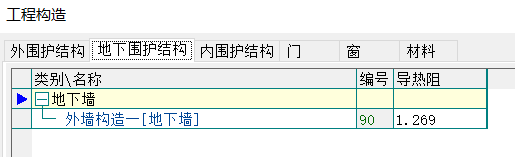 工程构造
外围护结构 地下围护结构 内围护结构 门 窗 材料
类别\名称 编号 导热阻
地下墙
外墙构造一[地下墙] 90 1.269